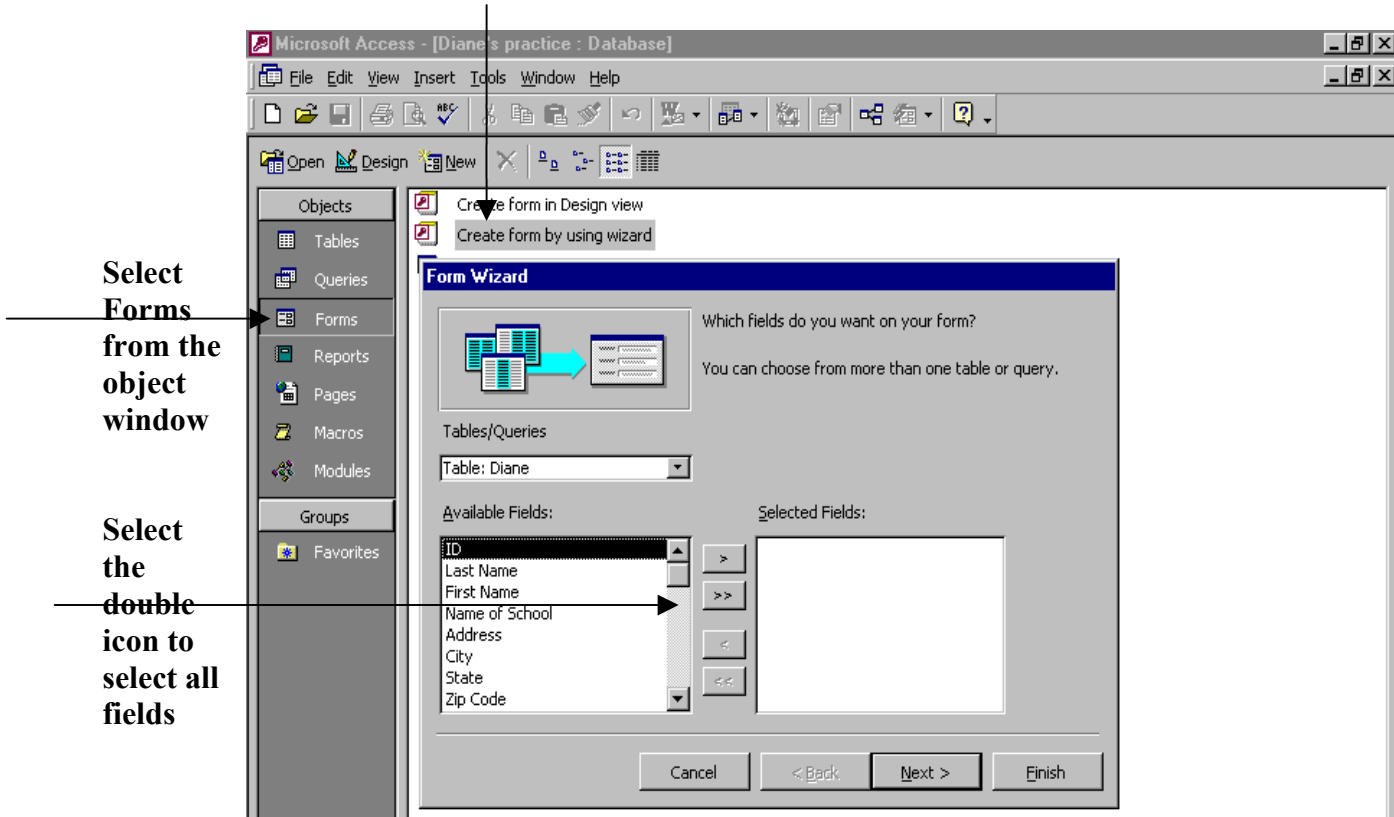 Microsoft Access - [Diane's practice : Database]
File Edit View Insert Tools Window Help
ABC
Open Design New
Objects
Tables
Queries
Forms
Reports
Pages
Macros
Modules
Groups
Favorites
Create form in Design view
Create form by using wizard
Select
Forms
from the
object
window
Select
the
double
icon to
select all
fields
Form Wizard
Which fields do you want on your form?
You can choose from more than one table or query.
Tables/Queries
Table: Diane
Available Fields:
Selected Fields:
ID
Last Name
First Name
Name of School
Address
City
State
Zip Code
>
>>
<
<<
Cancel
< Back
Next >
Finish